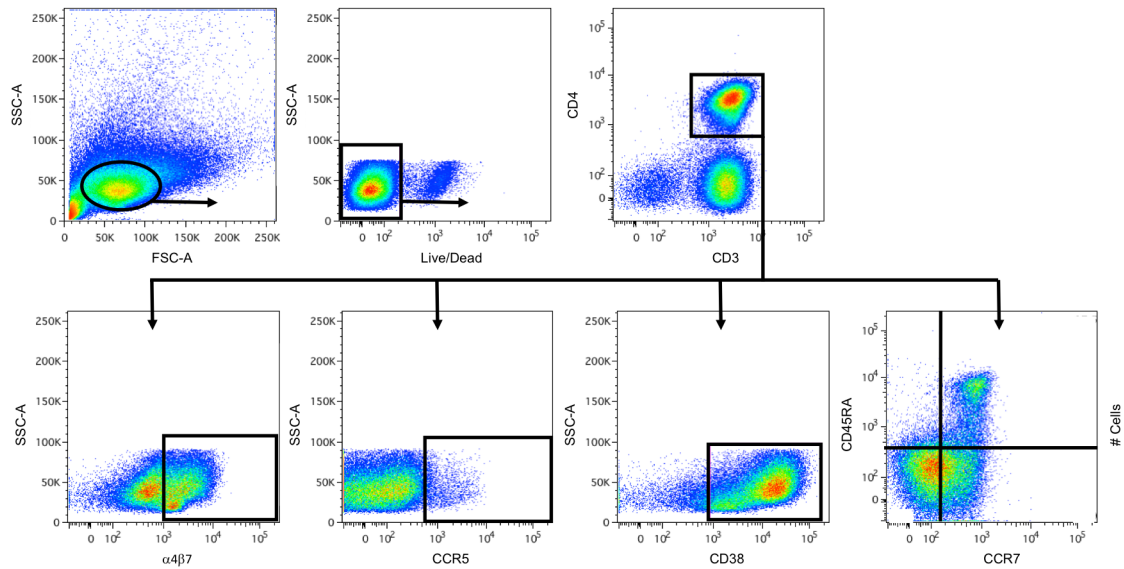 250K
200K
150K
100K
50K
0
SSC-A
0 50K 100K 150K 200K 250K
FSC-A
250K
200K
150K
100K
50K
0
SSC-A
0 10³ 10⁴ 10⁵
Live/Dead
10⁵
10⁴
10³
10²
0
CD4
0 10² 10³ 10⁴ 10⁵
CD3
250K
200K
150K
100K
50K
0
SSC-A
0 10² 10³ 10⁴ 10⁵
α4β7
250K
200K
150K
100K
50K
0
SSC-A
0 10² 10³ 10⁴ 10⁵
CCR5
250K
200K
150K
100K
50K
0
SSC-A
0 10² 10³ 10⁴ 10⁵
CD38
10⁵
10⁴
10³
10²
0
CD45RA
0 10² 10³ 10⁴ 10⁵
CCR7
# Cells